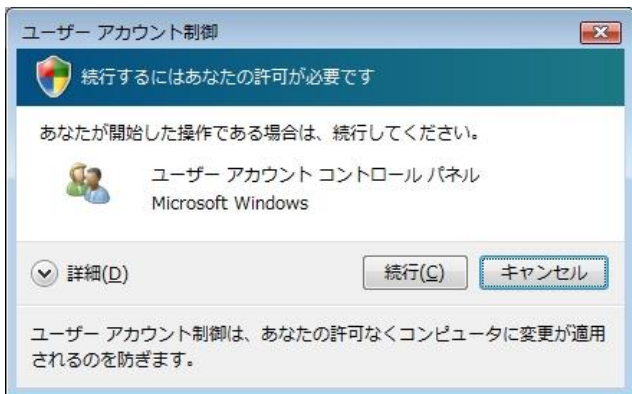 ユーザー アカウント制御
続行するにはあなたの許可が必要です
あなたが開始した操作である場合は、続行してください。
ユーザー アカウント コントロール パネル
Microsoft Windows
詳細(D)
続行(C)
キャンセル
ユーザー アカウント制御は、あなたの許可なくコンピュータに変更が適用
されるのを防ぎます。